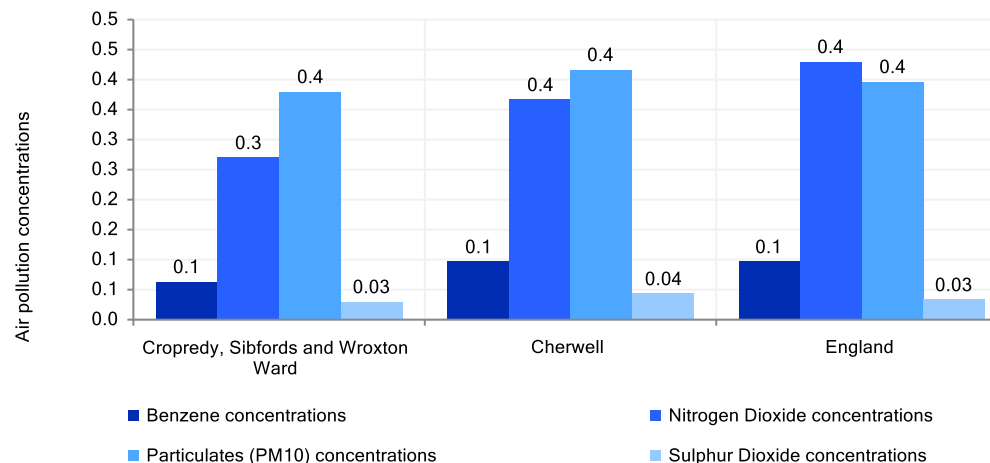 0.5
0.5
0.4
0.4
0.3
0.3
0.2
0.2
0.1
0.1
0.0
Air pollution concentrations
0.1
0.3
0.4
0.03
0.1
0.4
0.4
0.04
0.1
0.4
0.4
0.03
Cropredy, Sibfords and Wroxton
Ward
Cherwell
England
Benzene concentrations
Nitrogen Dioxide concentrations
Particulates (PM10) concentrations
Sulphur Dioxide concentrations